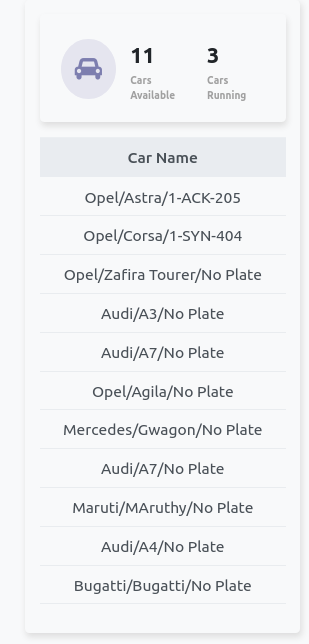 11 3
Cars Cars
Available Running
Car Name
Opel/Astra/1-ACK-205
Opel/Corsa/1-SYN-404
Opel/Zafira Tourer/No Plate
Audi/A3/No Plate
Audi/A7/No Plate
Opel/Agila/No Plate
Mercedes/Gwagon/No Plate
Audi/A7/No Plate
Maruti/MAruthy/No Plate
Audi/A4/No Plate
Bugatti/Bugatti/No Plate